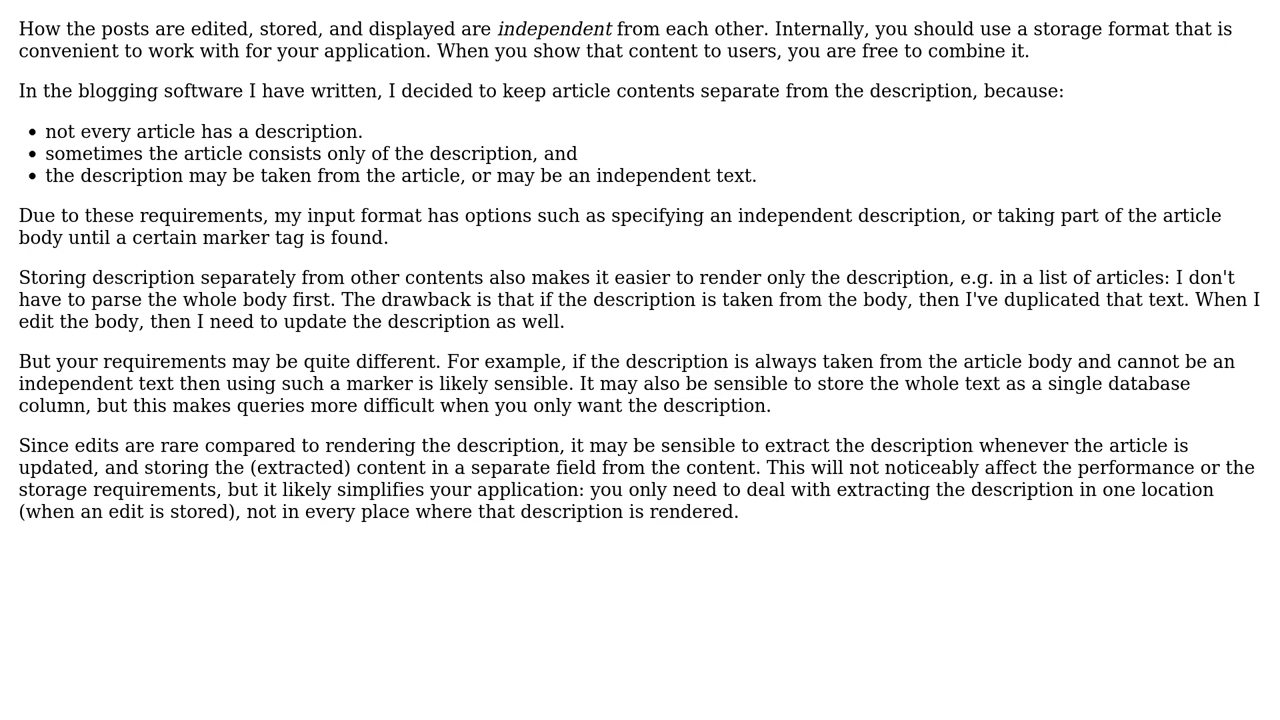 How the posts are edited, stored, and displayed are independent from each other. Internally, you should use a storage format that is
convenient to work with for your application. When you show that content to users, you are free to combine it.
In the blogging software I have written, I decided to keep article contents separate from the description, because:
• not every article has a description.
• sometimes the article consists only of the description, and
• the description may be taken from the article, or may be an independent text.
Due to these requirements, my input format has options such as specifying an independent description, or taking part of the article
body until a certain marker tag is found.
Storing description separately from other contents also makes it easier to render only the description, e.g. in a list of articles: I don't
have to parse the whole body first. The drawback is that if the description is taken from the body, then I've duplicated that text. When I
edit the body, then I need to update the description as well.
But your requirements may be quite different. For example, if the description is always taken from the article body and cannot be an
independent text then using such a marker is likely sensible. It may also be sensible to store the whole text as a single database
column, but this makes queries more difficult when you only want the description.
Since edits are rare compared to rendering the description, it may be sensible to extract the description whenever the article is
updated, and storing the (extracted) content in a separate field from the content. This will not noticeably affect the performance or the
storage requirements, but it likely simplifies your application: you only need to deal with extracting the description in one location
(when an edit is stored), not in every place where that description is rendered.